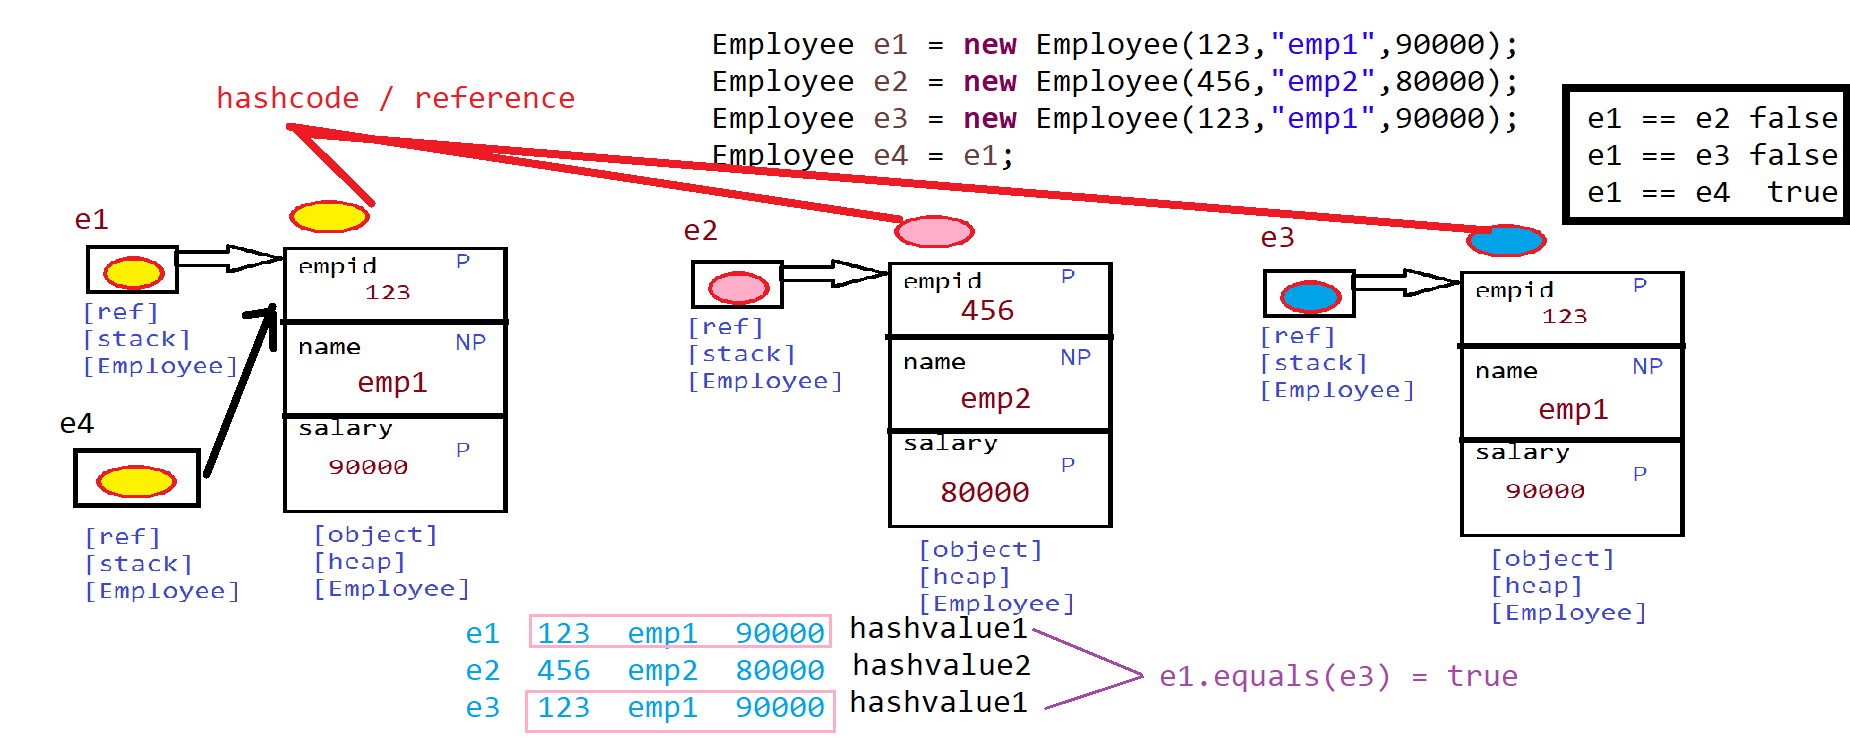 Employee e1 = new Employee(123,"emp1",90000);
Employee e2 = new Employee(456,"emp2",80000);
Employee e3 = new Employee(123,"emp1",90000);
Employee e4 = e1;
hashcode / reference
e1 == e2 false
e1 == e3 false
e1 == e4 true
e1
[ref]
[stack]
[Employee]
e4
[ref]
[stack]
[Employee]
empid P
123
name NP
emp1
salary P
90000
[object]
[heap]
[Employee]
e2
[ref]
[stack]
[Employee]
empid P
456
name NP
emp2
salary P
80000
[object]
[heap]
[Employee]
e3
[ref]
[stack]
[Employee]
empid P
123
name NP
emp1
salary P
90000
[object]
[heap]
[Employee]
e1 123 emp1 90000 hashvalue1
e2 456 emp2 80000 hashvalue2
e3 123 emp1 90000 hashvalue1
e1.equals(e3) = true